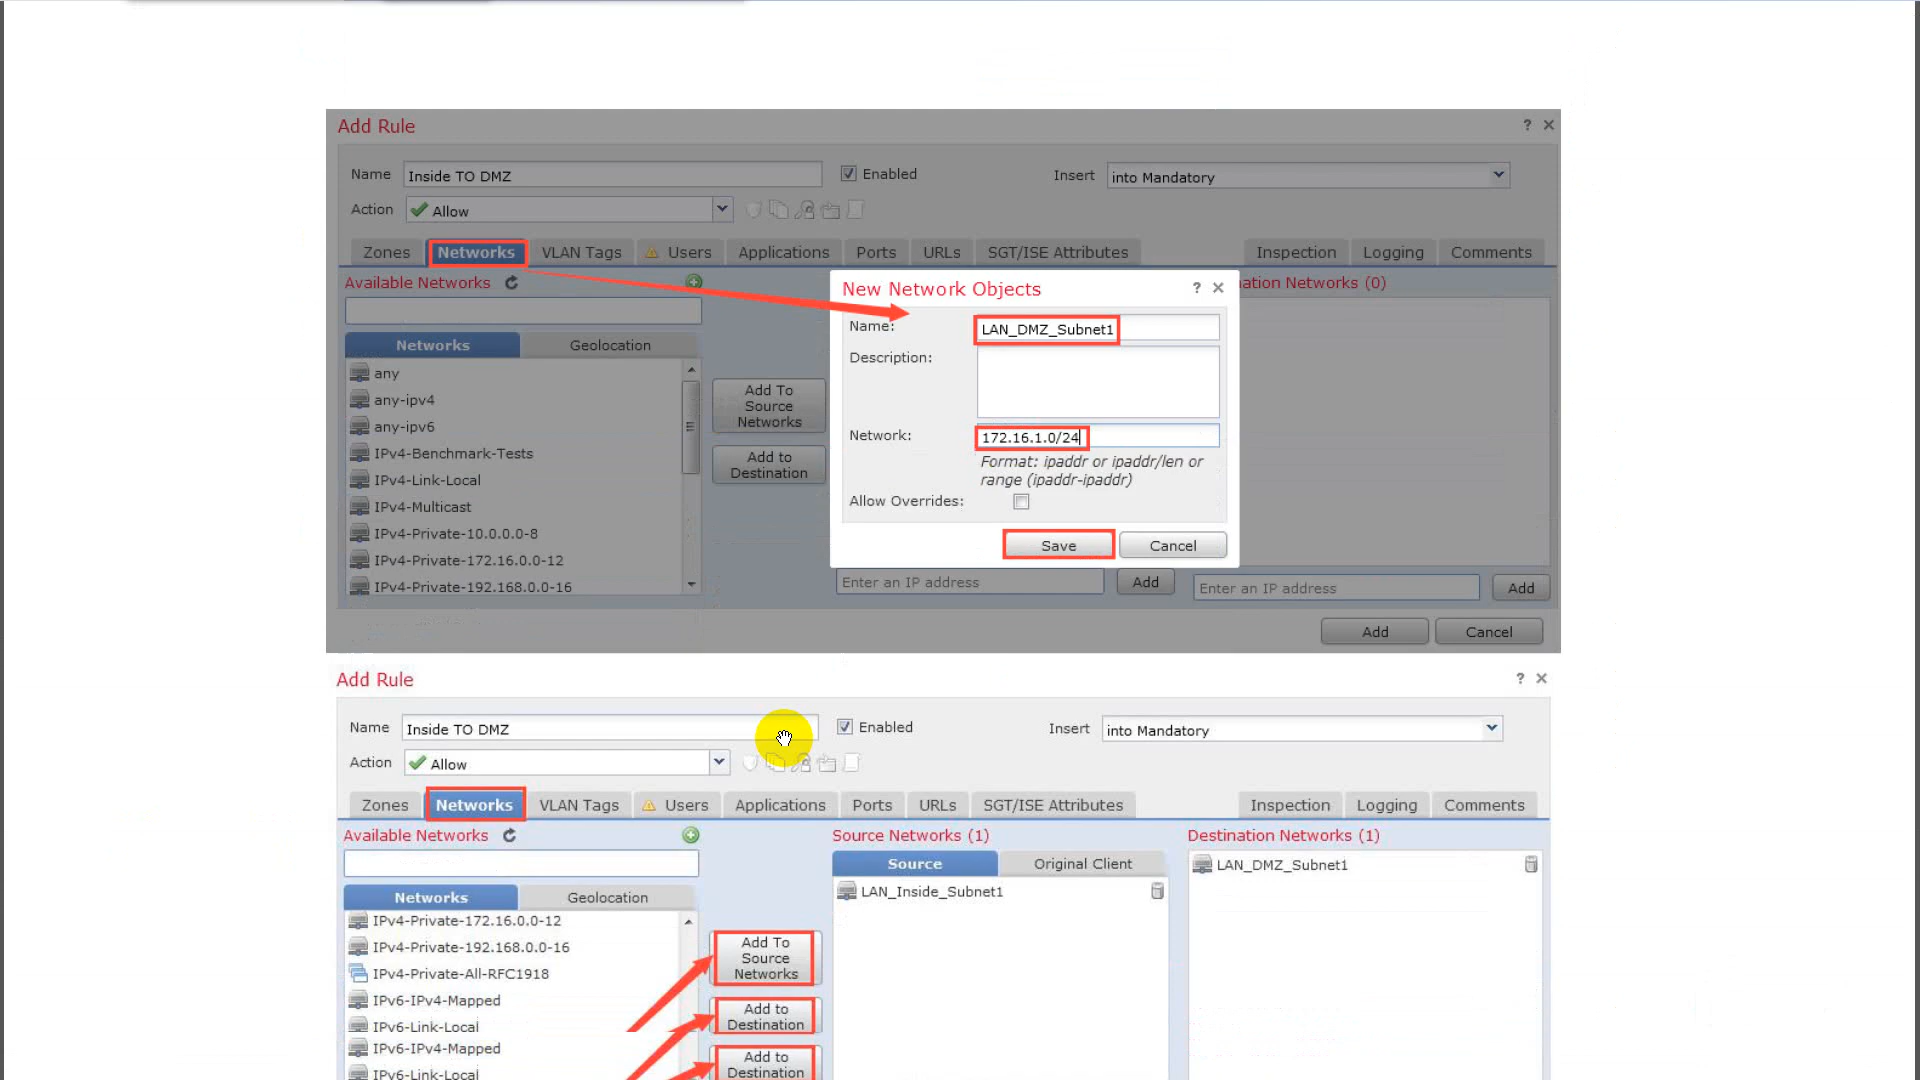 Add Rule
? ✕
Name Inside TO DMZ Enabled Insert into Mandatory
Action Allow
Zones Networks VLAN Tags Users Applications Ports URLs SGT/ISE Attributes Inspection Logging Comments
Available Networks
ation Networks (0)
Networks Geolocation
any
any-ipv4
any-ipv6
IPv4-Benchmark-Tests
IPv4-Link-Local
IPv4-Multicast
IPv4-Private-10.0.0.0-8
IPv4-Private-172.16.0.0-12
IPv4-Private-192.168.0.0-16
Add To
Source
Networks
Add to
Destination
New Network Objects
? ✕
Name: LAN_DMZ_Subnet1
Description:
Network: 172.16.1.0/24
Format: ipaddr or ipaddr/len or
range (ipaddr-ipaddr)
Allow Overrides:
Save Cancel
Enter an IP address Add Enter an IP address Add
Add Cancel
Add Rule
? ✕
Name Inside TO DMZ Enabled Insert into Mandatory
Action Allow
Zones Networks VLAN Tags Users Applications Ports URLs SGT/ISE Attributes Inspection Logging Comments
Available Networks
Source Networks (1)
Destination Networks (1)
Networks Geolocation
IPv4-Private-172.16.0.0-12
IPv4-Private-192.168.0.0-16
IPv4-Private-All-RFC1918
IPv6-IPv4-Mapped
IPv6-Link-Local
IPv6-IPv4-Mapped
IPv6-Link-Local
Add To
Source
Networks
Add to
Destination
Add to
Destination
Source Original Client
LAN_Inside_Subnet1
LAN_DMZ_Subnet1